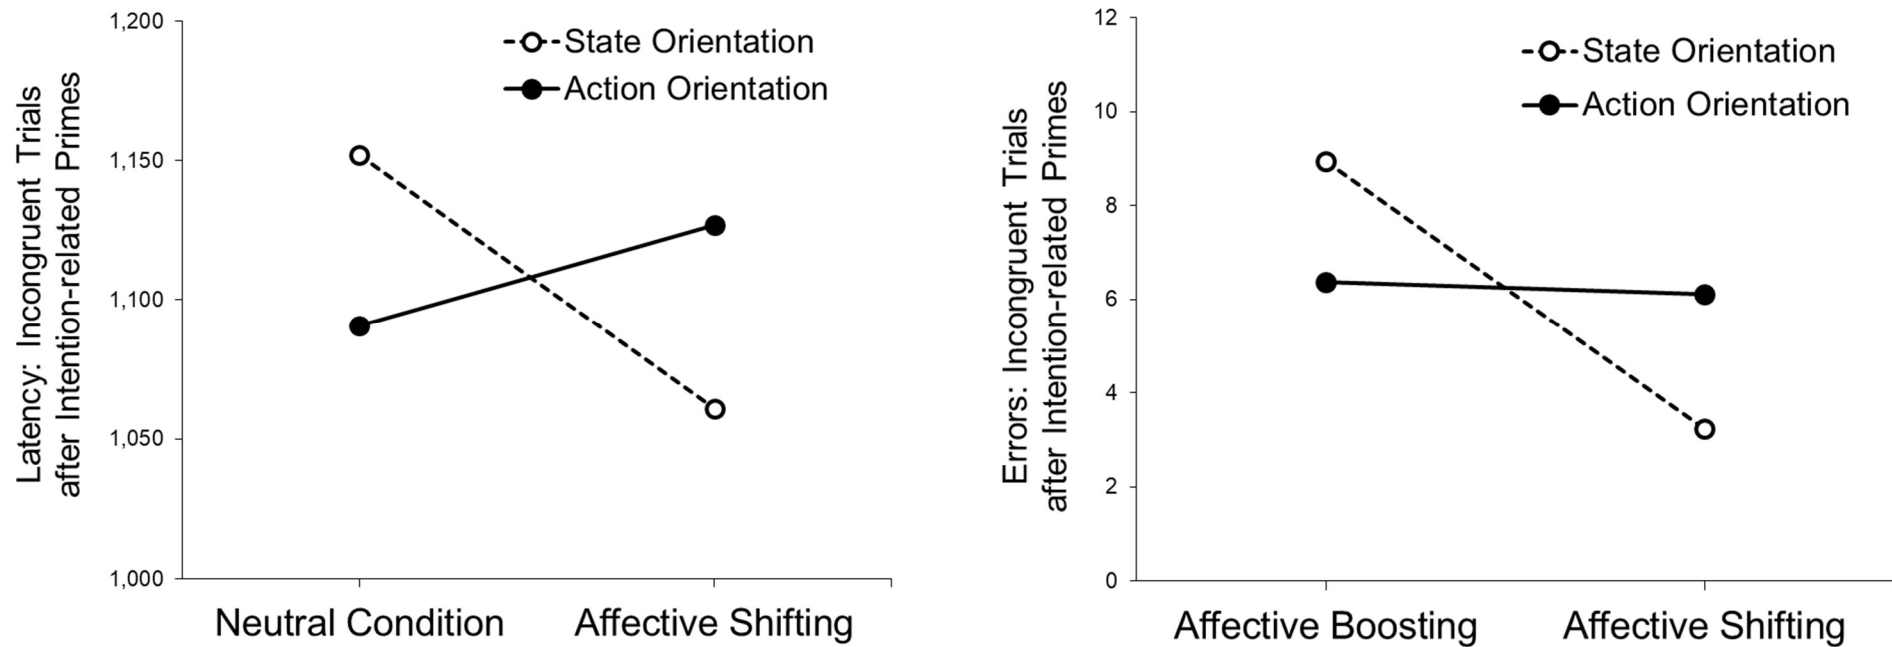 Latency: Incongruent Trials
after Intention-related Primes
1,200
1,150
1,100
1,050
1,000
State Orientation
Action Orientation
Neutral Condition
Affective Shifting
Errors: Incongruent Trials
after Intention-related Primes
12
10
8
6
4
2
0
State Orientation
Action Orientation
Affective Boosting
Affective Shifting